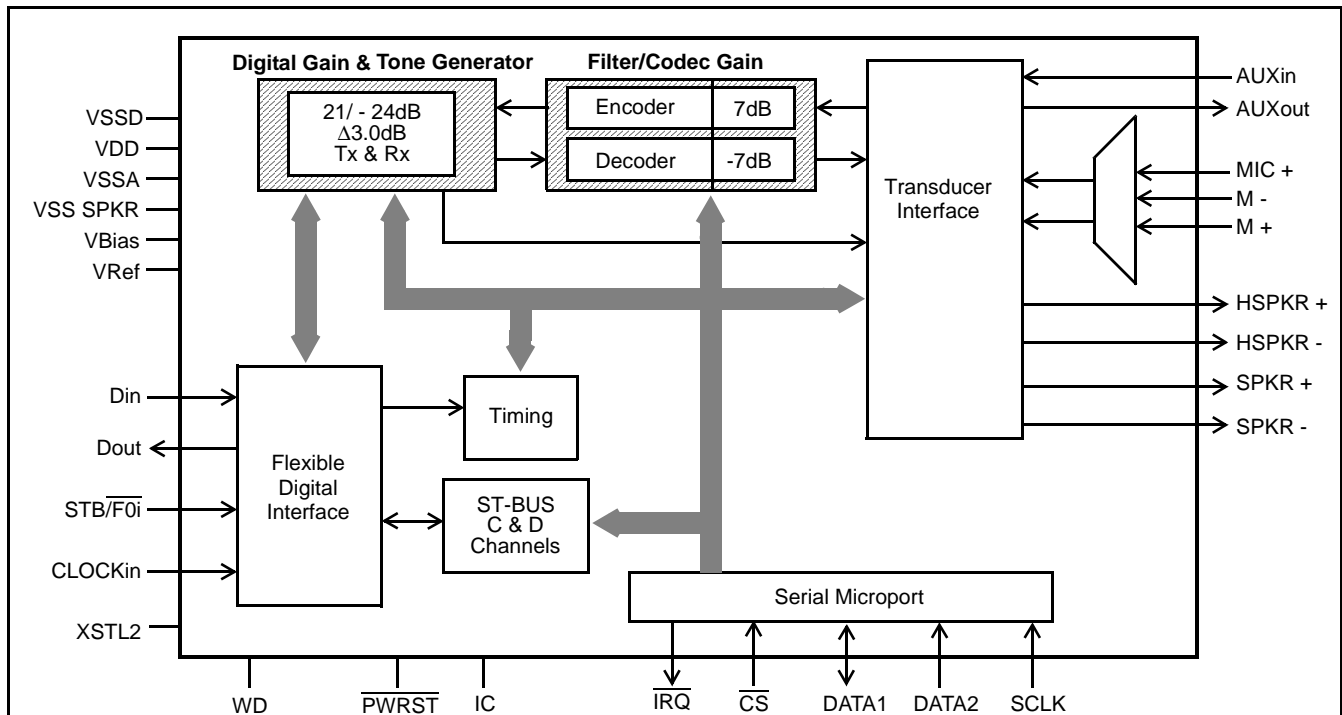 Digital Gain & Tone Generator
Filter/Codec Gain
21/ - 24dB
Δ3.0dB
Tx & Rx
Encoder 7dB
Decoder -7dB
Transducer
Interface
AUXin
AUXout
MIC +
M -
M +
HSPKR +
HSPKR -
SPKR +
SPKR -
VSSD
VDD
VSSA
VSS SPKR
VBias
VRef
Din
Dout
STB/F0i
CLOCKin
XSTL2
Flexible
Digital
Interface
Timing
ST-BUS
C & D
Channels
Serial Microport
WD
PWRST
IC
IRQ
CS
DATA1
DATA2
SCLK